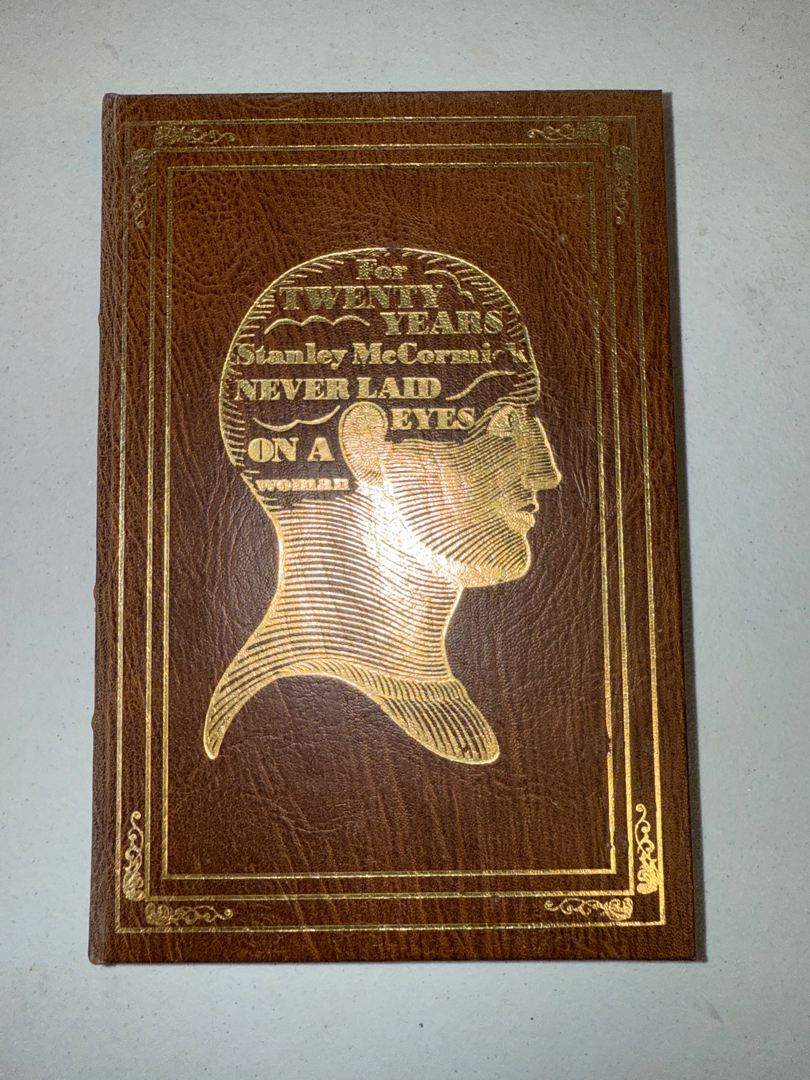 For
TWENTY
YEARS
Stanley McCormick
NEVER LAID
EYES
ON A
WOMAN